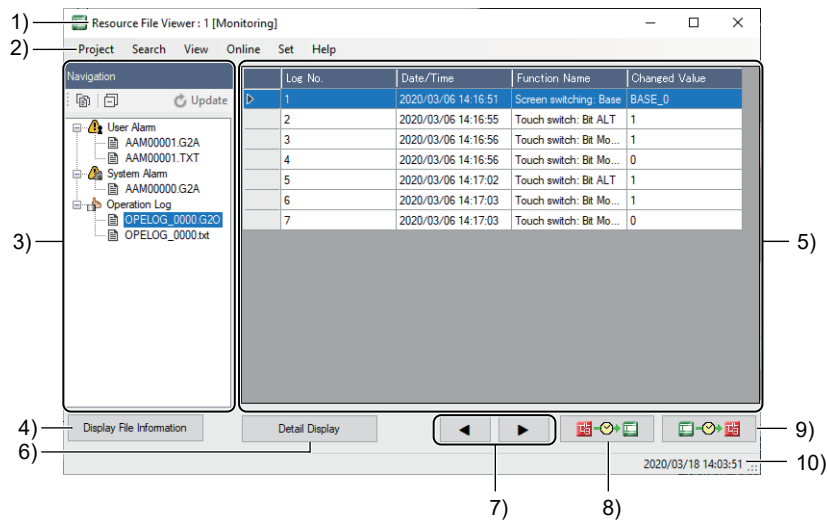 1)
Resource File Viewer : 1 [Monitoring]
2)
Project Search View Online Set Help
Navigation
Update
User Alarm
AAM00001.G2A
AAM00001.TXT
System Alarm
AAM00000.G2A
Operation Log
OPELOG_0000.G2O
OPELOG_0000.txt
3)
Log No. Date/Time Function Name Changed Value
1 2020/03/06 14:16:51 Screen switching: Base BASE_0
2 2020/03/06 14:16:55 Touch switch: Bit ALT 1
3 2020/03/06 14:16:56 Touch switch: Bit Mo... 1
4 2020/03/06 14:16:56 Touch switch: Bit Mo... 0
5 2020/03/06 14:17:02 Touch switch: Bit ALT 1
6 2020/03/06 14:17:03 Touch switch: Bit Mo... 1
7 2020/03/06 14:17:03 Touch switch: Bit Mo... 0
5)
4)
Display File Information
Detail Display
9)
6)
2020/03/18 14:03:51
10)
7)
8)